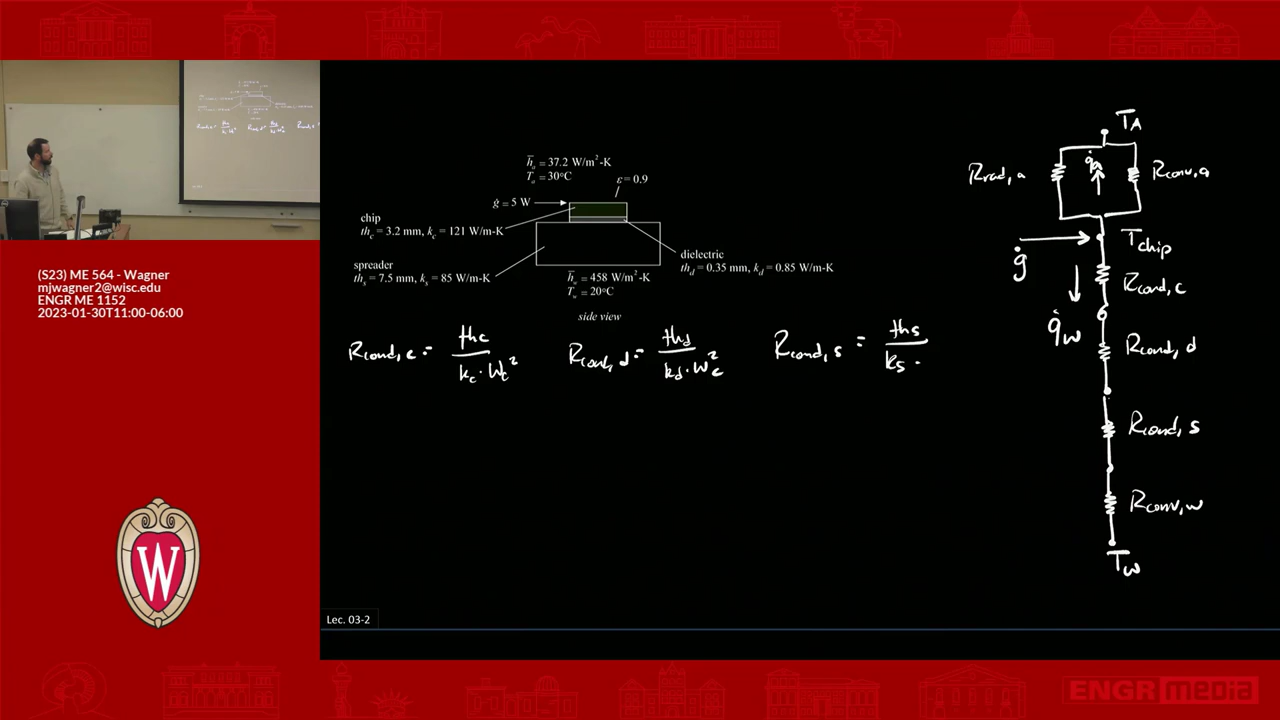 h̄a = 37.2 W/m²-K
Ta = 30°C
ε = 0.9
ġ = 5 W
chip
thc = 3.2 mm, kc = 121 W/m-K
dielectric
thd = 0.35 mm, kd = 0.85 W/m-K
spreader
ths = 7.5 mm, ks = 85 W/m-K
h̄w = 458 W/m²-K
Tw = 20°C
side view
Rcond, c = thc / kc · Wc²
Rcond, d = thd / kd · Wc²
Rcond, s = ths / ks ·
TA
Rrad, a
q̇a
Rconv, a
Tchip
ġ
Rcond, c
q̇w
Rcond, d
Rcond, s
Rconv, w
Tw
(S23) ME 564 - Wagner
mjwagner2@wisc.edu
ENGR ME 1152
2023-01-30T11:00-06:00
W
Lec. 03-2
ENGR media